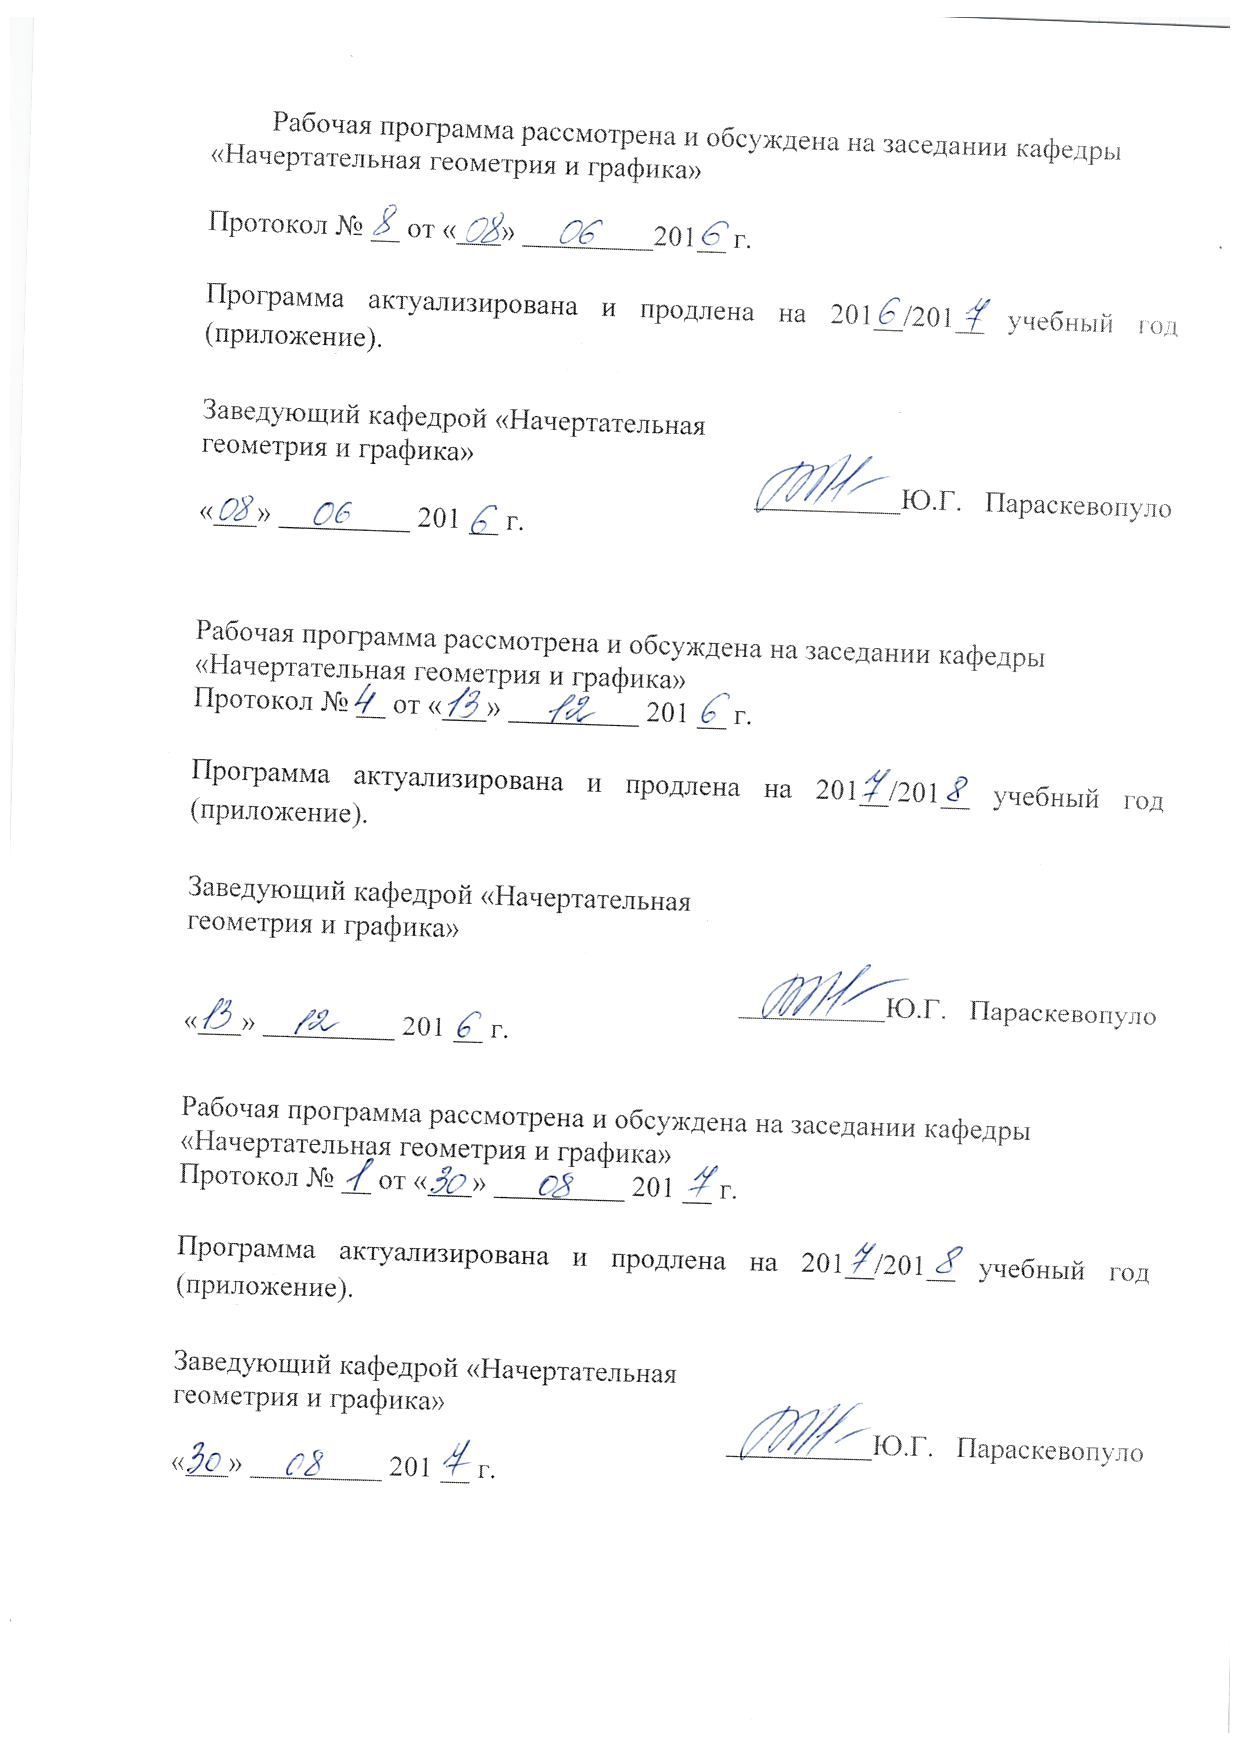 Рабочая программа рассмотрена и обсуждена на заседании кафедры
«Начертательная геометрия и графика»
Протокол № 8 от «08» 06 2016 г.
Программа актуализирована и продлена на 2016/2017 учебный год
(приложение).
Заведующий кафедрой «Начертательная
геометрия и графика»
«08» 06 2016 г. Ю.Г. Параскевопуло
Рабочая программа рассмотрена и обсуждена на заседании кафедры
«Начертательная геометрия и графика»
Протокол № 4 от «13» 12 2016 г.
Программа актуализирована и продлена на 2017/2018 учебный год
(приложение).
Заведующий кафедрой «Начертательная
геометрия и графика»
«13» 12 2016 г. Ю.Г. Параскевопуло
Рабочая программа рассмотрена и обсуждена на заседании кафедры
«Начертательная геометрия и графика»
Протокол № 1 от «30» 08 2017 г.
Программа актуализирована и продлена на 2017/2018 учебный год
(приложение).
Заведующий кафедрой «Начертательная
геометрия и графика»
«30» 08 2017 г. Ю.Г. Параскевопуло